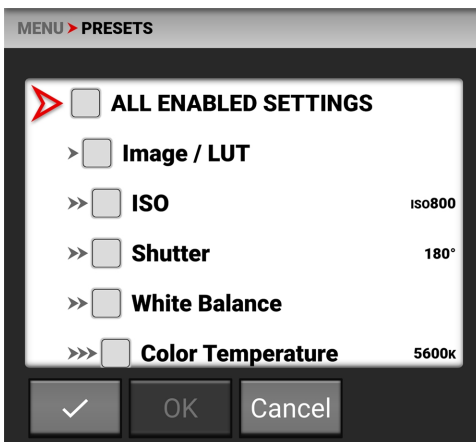 MENU PRESETS
ALL ENABLED SETTINGS
Image / LUT
ISO ISO800
Shutter 180°
White Balance
Color Temperature 5600K
OK Cancel